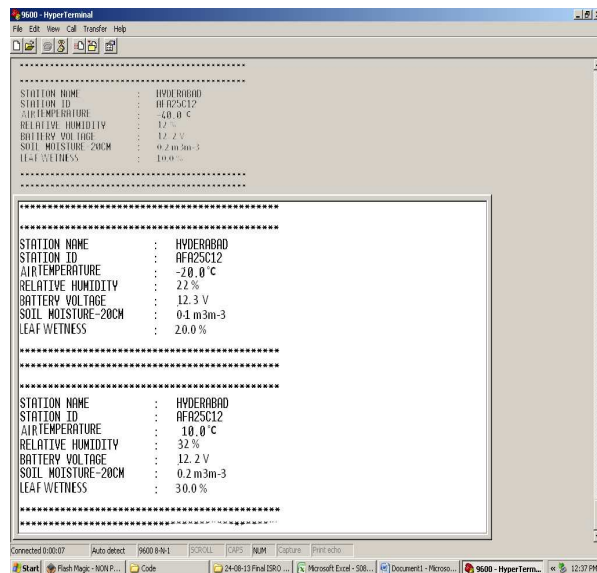 9600 - HyperTerminal
File Edit View Call Transfer Help
*******************************************
*******************************************
STATION NAME : HYDERABAD
STATION ID : AFA25C12
AIRTEMPERATURE : -40.0 C
RELATIVE HUMIDITY : 12 %
BATTERY VOLTAGE : 12.2 V
SOIL MOISTURE-20CM : 0.2 m3m-3
LEAF WETNESS : 10.0 %
*******************************************
*******************************************
***********************************************
***********************************************
STATION NAME : HYDERABAD
STATION ID : AFA25C12
AIRTEMPERATURE : -20.0°C
RELATIVE HUMIDITY : 22 %
BATTERY VOLTAGE : 12.3 V
SOIL MOISTURE-20CM : 0.1 m3m-3
LEAF WETNESS : 20.0 %
***********************************************
***********************************************
***********************************************
STATION NAME : HYDERABAD
STATION ID : AFA25C12
AIRTEMPERATURE : 10.0°C
RELATIVE HUMIDITY : 32 %
BATTERY VOLTAGE : 12.2 V
SOIL MOISTURE-20CM : 0.2 m3m-3
LEAF WETNESS : 30.0 %
***********************************************
***********************************************
Connected 0:00:07 Auto detect 9600 8-N-1 SCROLL CAPS NUM Capture Print echo
Start Flash Magic - NON P... Code 24-08-13 Final ISRO ... Microsoft Excel - S08... Document1 - Microso... 9600 - HyperTerm... « 12:37 PM